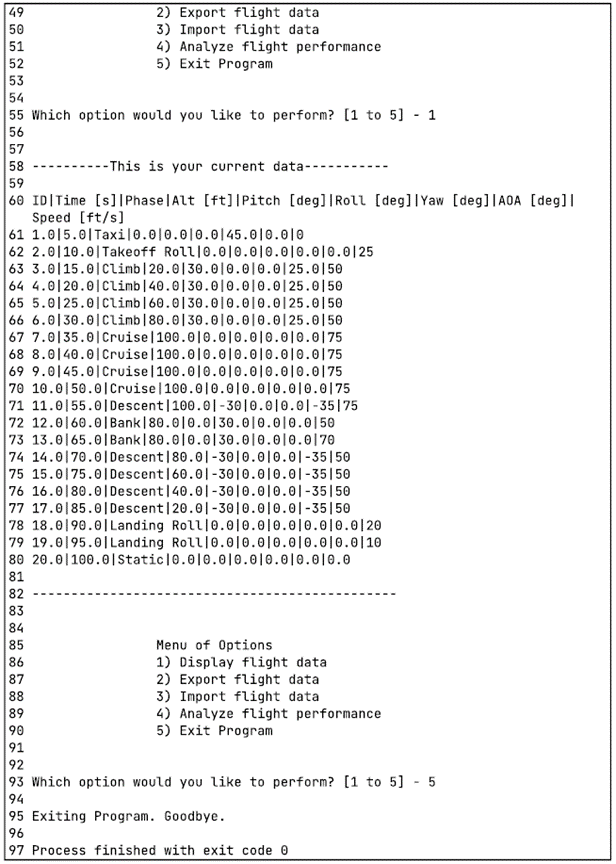 49 2) Export flight data
50 3) Import flight data
51 4) Analyze flight performance
52 5) Exit Program
53
54
55 Which option would you like to perform? [1 to 5] - 1
56
57
58 ----------This is your current data-----------
59
60 ID|Time [s]|Phase|Alt [ft]|Pitch [deg]|Roll [deg]|Yaw [deg]|AOA [deg]|
Speed [ft/s]
61 1.0|5.0|Taxi|0.0|0.0|0.0|45.0|0.0|0
62 2.0|10.0|Takeoff Roll|0.0|0.0|0.0|0.0|0.0|25
63 3.0|15.0|Climb|20.0|30.0|0.0|0.0|25.0|50
64 4.0|20.0|Climb|40.0|30.0|0.0|0.0|25.0|50
65 5.0|25.0|Climb|60.0|30.0|0.0|0.0|25.0|50
66 6.0|30.0|Climb|80.0|30.0|0.0|0.0|25.0|50
67 7.0|35.0|Cruise|100.0|0.0|0.0|0.0|0.0|75
68 8.0|40.0|Cruise|100.0|0.0|0.0|0.0|0.0|75
69 9.0|45.0|Cruise|100.0|0.0|0.0|0.0|0.0|75
70 10.0|50.0|Cruise|100.0|0.0|0.0|0.0|0.0|75
71 11.0|55.0|Descent|100.0|-30|0.0|0.0|-35|75
72 12.0|60.0|Bank|80.0|0.0|30.0|0.0|0.0|50
73 13.0|65.0|Bank|80.0|0.0|30.0|0.0|0.0|70
74 14.0|70.0|Descent|80.0|-30|0.0|0.0|-35|50
75 15.0|75.0|Descent|60.0|-30|0.0|0.0|-35|50
76 16.0|80.0|Descent|40.0|-30|0.0|0.0|-35|50
77 17.0|85.0|Descent|20.0|-30|0.0|0.0|-35|50
78 18.0|90.0|Landing Roll|0.0|0.0|0.0|0.0|0.0|20
79 19.0|95.0|Landing Roll|0.0|0.0|0.0|0.0|0.0|10
80 20.0|100.0|Static|0.0|0.0|0.0|0.0|0.0|0.0
81
82 -----------------------------------------------
83
84
85 Menu of Options
86 1) Display flight data
87 2) Export flight data
88 3) Import flight data
89 4) Analyze flight performance
90 5) Exit Program
91
92
93 Which option would you like to perform? [1 to 5] - 5
94
95 Exiting Program. Goodbye.
96
97 Process finished with exit code 0